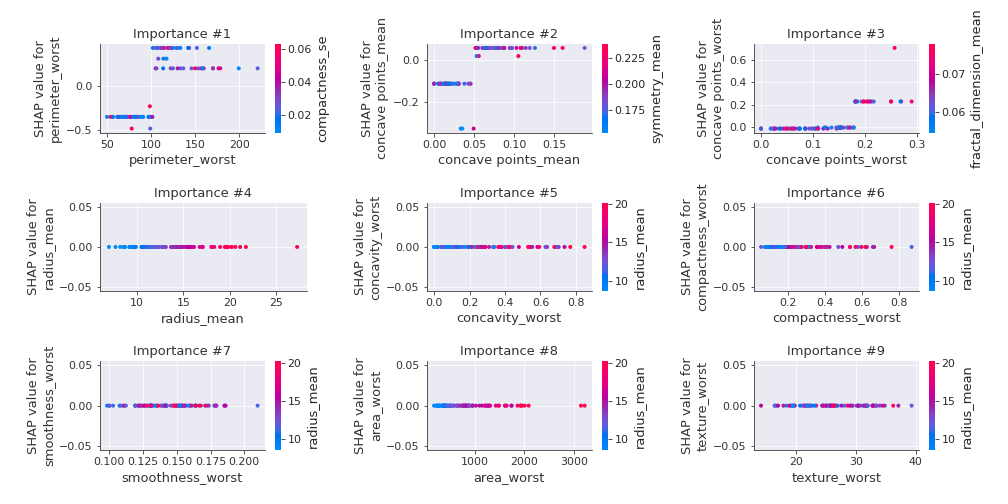 Importance #1
SHAP value for
perimeter_worst
0.0
−0.5
50
100
150
200
perimeter_worst
0.06
0.04
0.02
compactness_se
Importance #2
SHAP value for
concave points_mean
0.0
−0.2
0.00
0.05
0.10
0.15
concave points_mean
0.200
0.175
symmetry_mean
Importance #3
SHAP value for
concave points_worst
0.6
0.4
0.2
0.0
0.0
0.1
0.2
0.3
concave points_worst
0.07
0.06
fractal_dimension_mean
Importance #4
SHAP value for
radius_mean
0.05
0.00
−0.05
10
15
20
25
radius_mean
Importance #5
SHAP value for
concavity_worst
0.05
0.00
−0.05
0.0
0.2
0.4
0.6
0.8
concavity_worst
20
15
10
radius_mean
Importance #6
SHAP value for
compactness_worst
0.05
0.00
−0.05
0.2
0.4
0.6
0.8
compactness_worst
20
15
10
radius_mean
Importance #7
SHAP value for
smoothness_worst
0.05
0.00
−0.05
0.100
0.125
0.150
0.175
0.200
smoothness_worst
20
15
10
radius_mean
Importance #8
SHAP value for
area_worst
0.05
0.00
−0.05
1000
2000
3000
area_worst
20
15
10
radius_mean
Importance #9
SHAP value for
texture_worst
0.05
0.00
−0.05
20
30
40
texture_worst
20
15
10
radius_mean